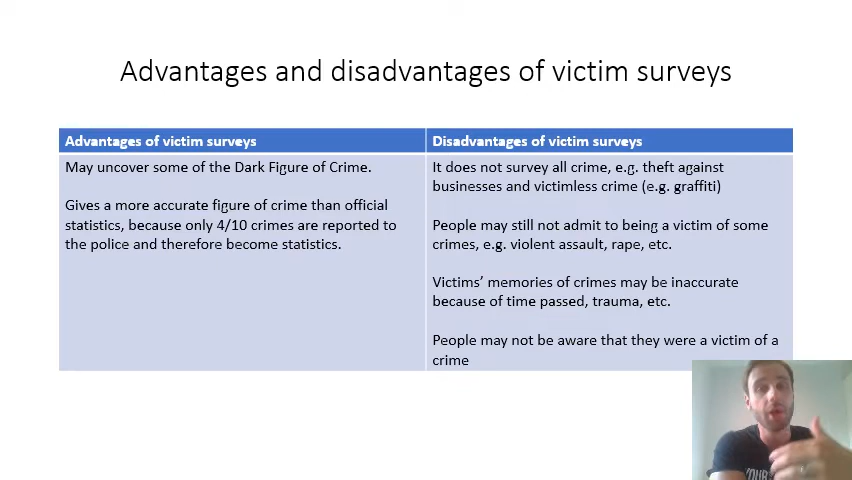 Advantages and disadvantages of victim surveys
Advantages of victim surveys
May uncover some of the Dark Figure of Crime.
Gives a more accurate figure of crime than official
statistics, because only 4/10 crimes are reported to
the police and therefore become statistics.
Disadvantages of victim surveys
It does not survey all crime, e.g. theft against
businesses and victimless crime (e.g. graffiti)
People may still not admit to being a victim of some
crimes, e.g. violent assault, rape, etc.
Victims’ memories of crimes may be inaccurate
because of time passed, trauma, etc.
People may not be aware that they were a victim of a
crime
YOUR